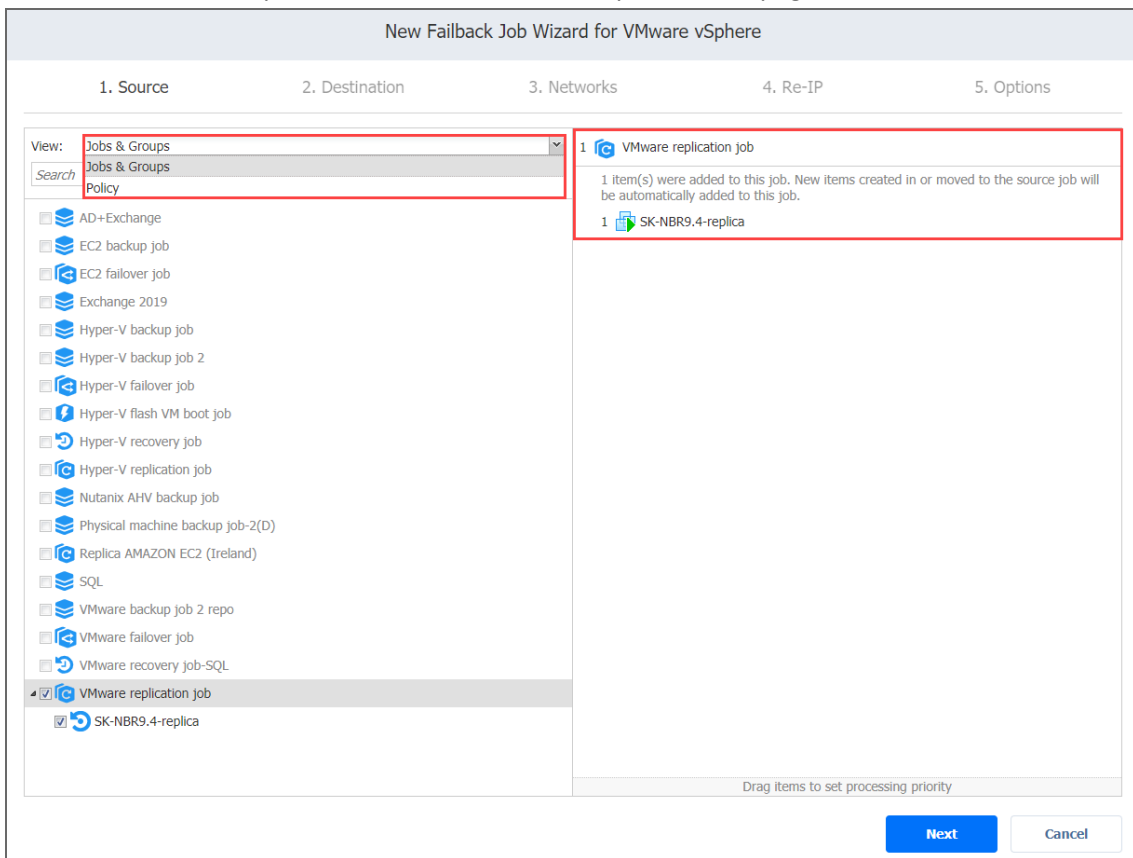 New Failback Job Wizard for VMware vSphere
1. Source
2. Destination
3. Networks
4. Re-IP
5. Options
View:
Jobs & Groups
Search
Jobs & Groups
Policy
AD+Exchange
EC2 backup job
EC2 failover job
Exchange 2019
Hyper-V backup job
Hyper-V backup job 2
Hyper-V failover job
Hyper-V flash VM boot job
Hyper-V recovery job
Hyper-V replication job
Nutanix AHV backup job
Physical machine backup job-2(D)
Replica AMAZON EC2 (Ireland)
SQL
VMware backup job 2 repo
VMware failover job
VMware recovery job-SQL
VMware replication job
SK-NBR9.4-replica
1 VMware replication job
1 item(s) were added to this job. New items created in or moved to the source job will
be automatically added to this job.
1 SK-NBR9.4-replica
Drag items to set processing priority
Next
Cancel